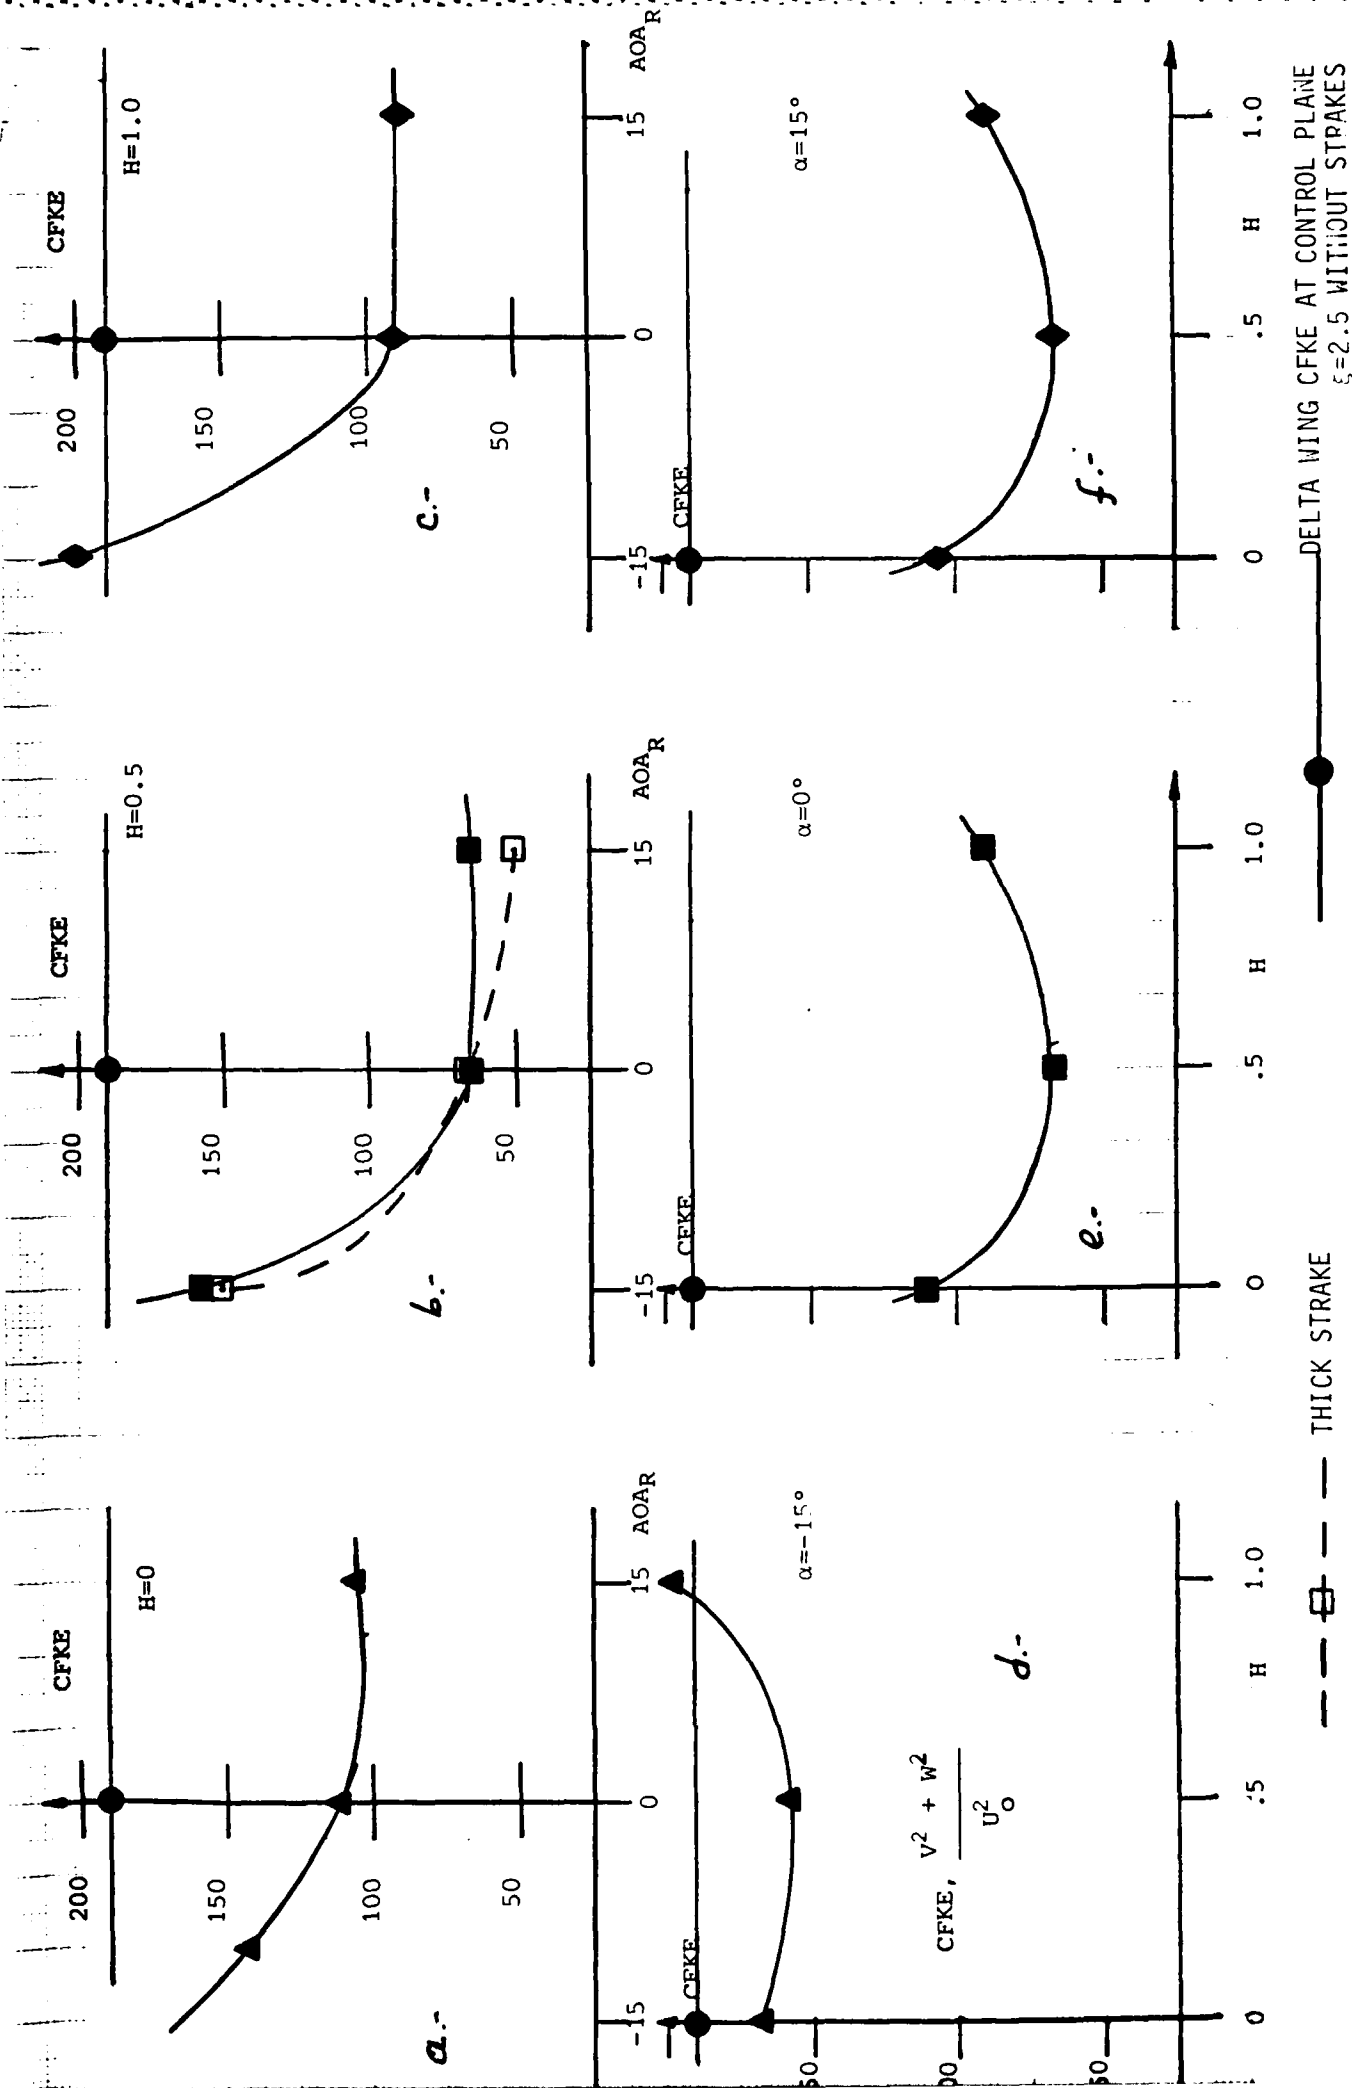 CFKE
H=0
200
150
100
50
-15
0
15
AOA_R
a.-
CFKE
H=0.5
200
150
100
50
-15
0
15
AOA_R
b.-
CFKE
H=1.0
200
150
100
50
-15
0
15
AOA_R
c.-
CFKE
α=-15°
CFKE, V² + W²
U_O²
d.-
0
.5
H
1.0
CFKE
α=0°
e.-
0
.5
H
1.0
CFKE
α=15°
f.-
0
.5
H
1.0
THICK STRAKE
DELTA WING CFKE AT CONTROL PLANE
ξ=2.5 WITHOUT STRAKES